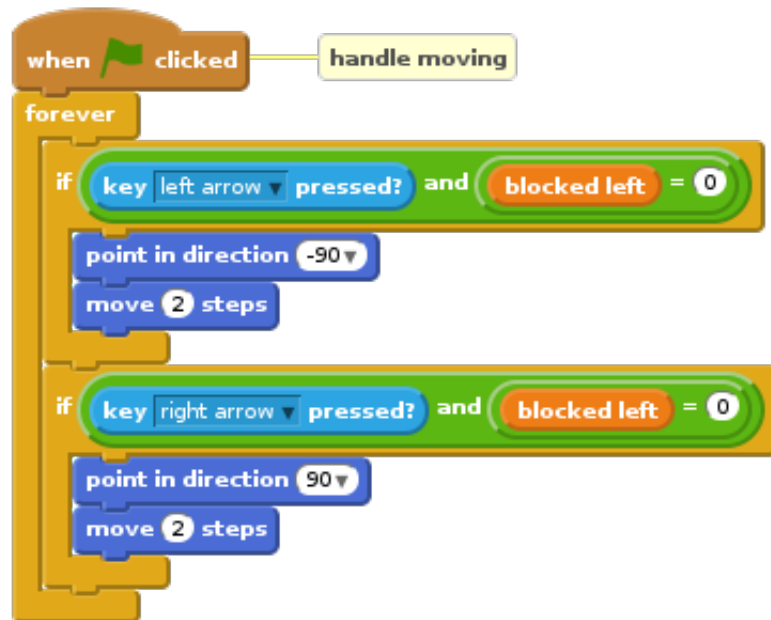 when clicked handle moving
forever
if key left arrow pressed? and blocked left = 0
point in direction -90
move 2 steps
if key right arrow pressed? and blocked left = 0
point in direction 90
move 2 steps